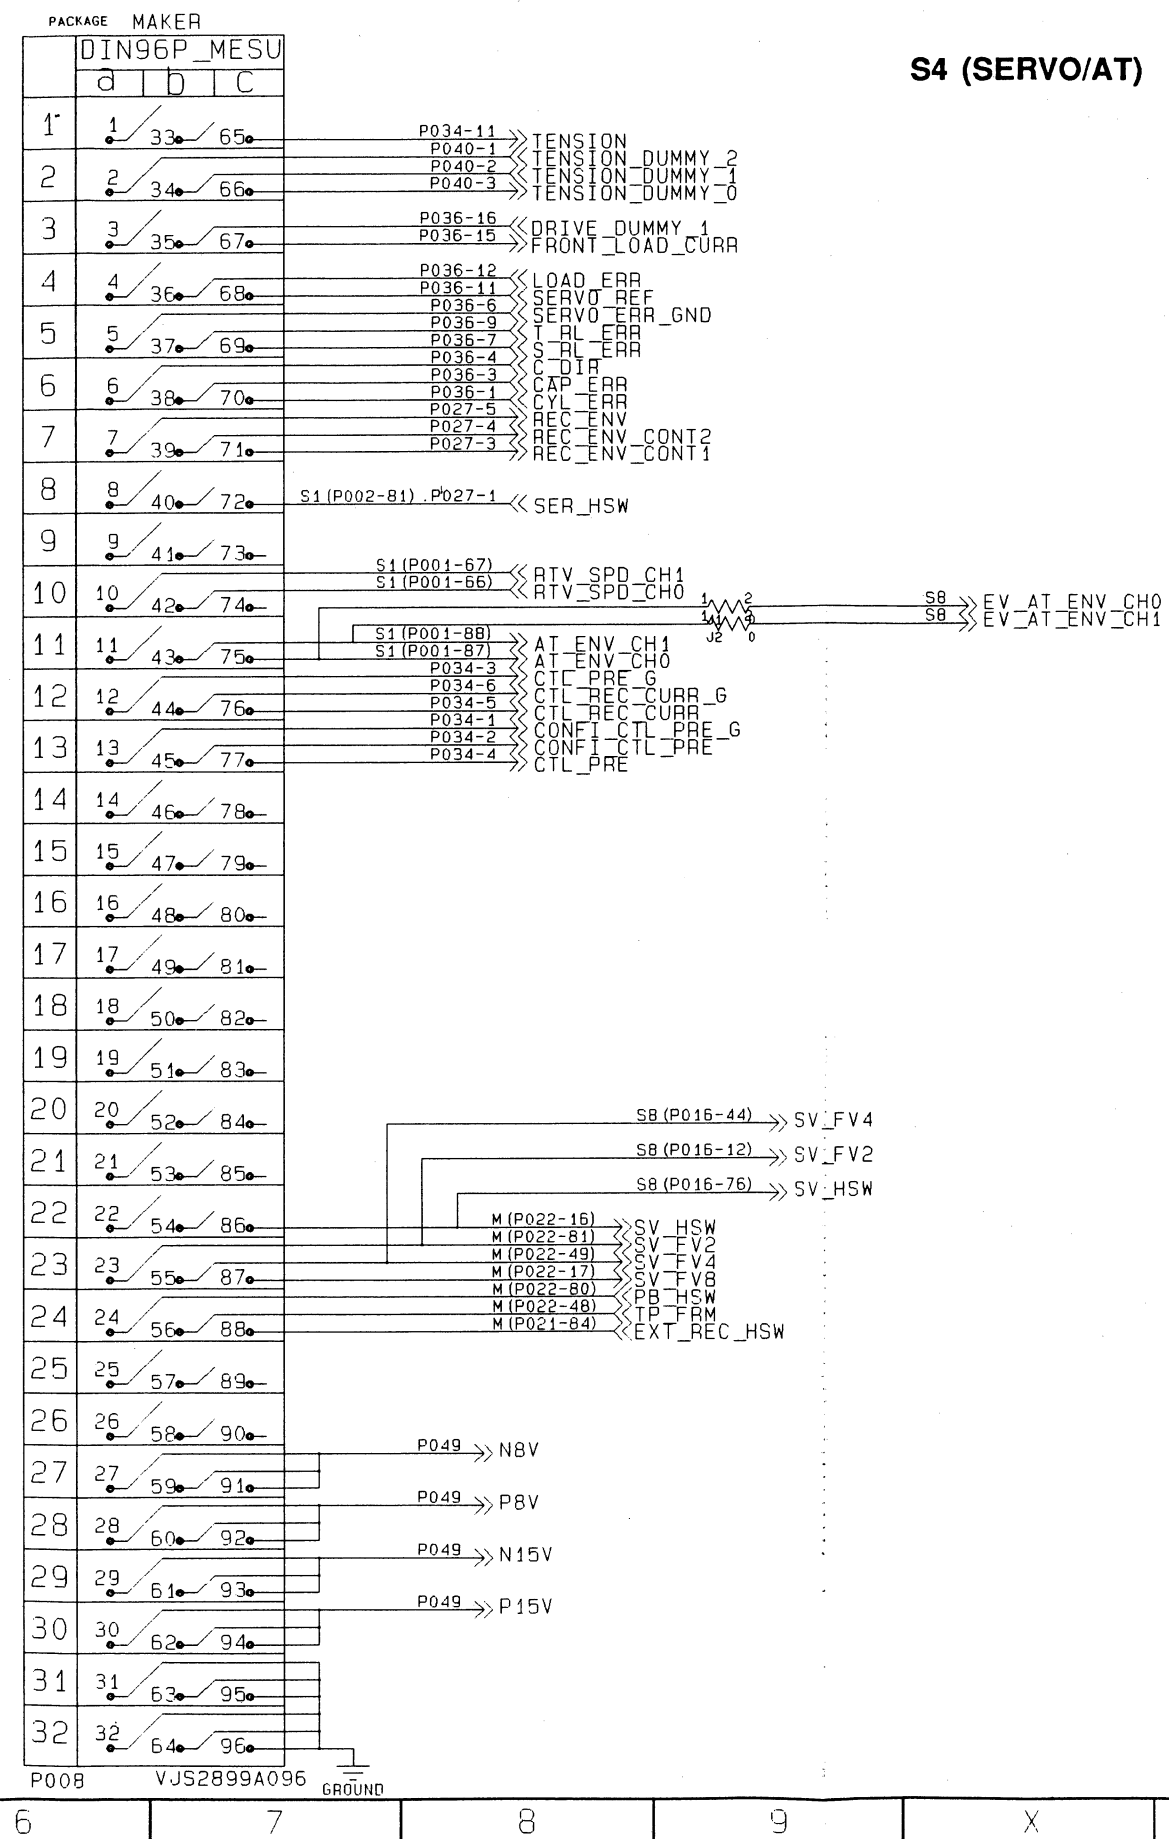 PACKAGE MAKER
DIN96P_MESU
a b c
S4 (SERVO/AT)
1 1 33 65 P034-11 TENSION
P040-1 TENSION_DUMMY_2
P040-2 TENSION_DUMMY_1
2 2 34 66 P040-3 TENSION_DUMMY_0
P036-16 DRIVE_DUMMY_1
3 3 35 67 P036-15 FRONT_LOAD_CURR
P036-12 LOAD_ERR
4 4 36 68 P036-11 SERVO_REF
P036-6 SERVO_ERR_GND
P036-9 T_RL_ERR
5 5 37 69 P036-7 S_RL_ERR
P036-4 C_DIR
P036-3 CAP_ERR
6 6 38 70 P036-1 CYL_ERR
P027-5 REC_ENV
P027-4 REC_ENV_CONT2
7 7 39 71 P027-3 REC_ENV_CONT1
8 8 40 72 S1(P002-81).P027-1 SER_HSW
9 9 41 73
S1(P001-67) RTV_SPD_CH1
10 10 42 74 S1(P001-66) RTV_SPD_CH0
1 2 S8 EV_AT_ENV_CH0
S8 EV_AT_ENV_CH1
J2 0
S1(P001-88) AT_ENV_CH1
11 11 43 75 S1(P001-87) AT_ENV_CH0
P034-3 CTL_PRE_G
P034-6 CTL_REC_CURR_G
12 12 44 76 P034-5 CTL_REC_CURR
P034-1 CONFI_CTL_PRE_G
P034-2 CONFI_CTL_PRE
13 13 45 77 P034-4 CTL_PRE
14 14 46 78
15 15 47 79
16 16 48 80
17 17 49 81
18 18 50 82
19 19 51 83
20 20 52 84 S8(P016-44) SV_FV4
21 21 53 85 S8(P016-12) SV_FV2
S8(P016-76) SV_HSW
22 22 54 86 M(P022-16) SV_HSW
M(P022-81) SV_FV2
M(P022-49) SV_FV4
23 23 55 87 M(P022-17) SV_FV8
M(P022-80) PB_HSW
M(P022-48) TP_FRM
24 24 56 88 M(P021-84) EXT_REC_HSW
25 25 57 89
26 26 58 90
P049 N8V
27 27 59 91
P049 P8V
28 28 60 92
P049 N15V
29 29 61 93
P049 P15V
30 30 62 94
31 31 63 95
32 32 64 96
P008 VJS2899A096 GROUND
6 7 8 9 X